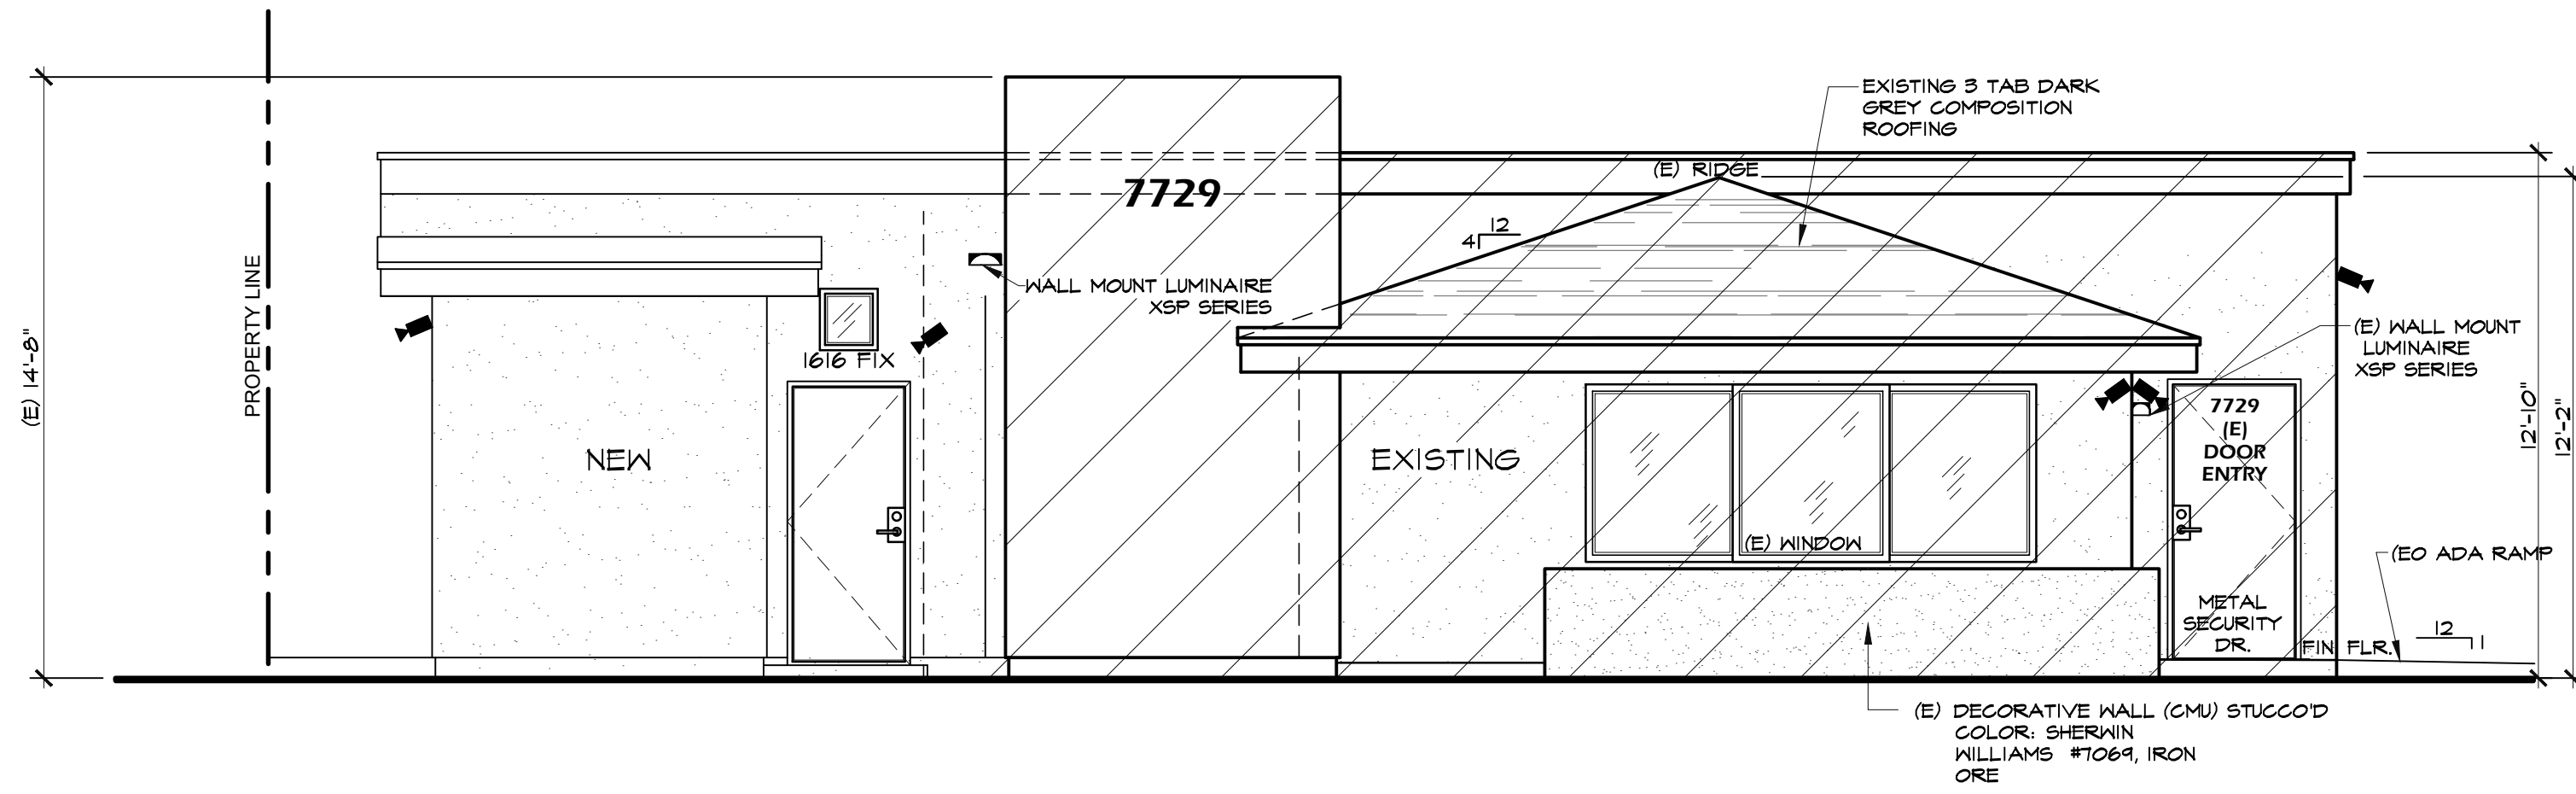 EXISTING 3 TAB DARK
GREY COMPOSITION
ROOFING
(E) RIDGE
7729
12
4
PROPERTY LINE
WALL MOUNT LUMINAIRE
XSP SERIES
(E) 14'-8"
1616 FIX
(E) WALL MOUNT
LUMINAIRE
XSP SERIES
12'-10"
12'-2"
NEW
EXISTING
7729
(E)
DOOR
ENTRY
(E) WINDOW
(EO ADA RAMP
METAL
SECURITY
DR.
FIN FLR.
12
1
(E) DECORATIVE WALL (CMU) STUCCO'D
COLOR: SHERWIN
WILLIAMS #7069, IRON
ORE